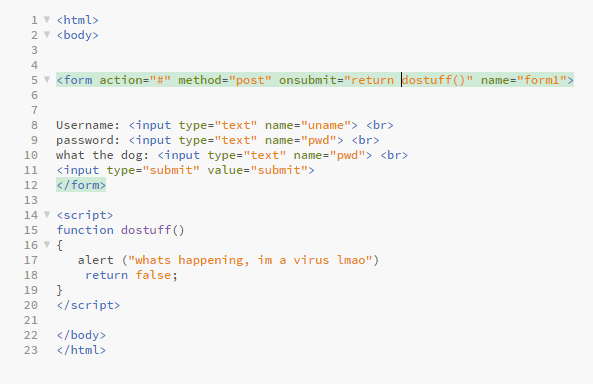 1 <html>
2 <body>
3
4
5 <form action="#" method="post" onsubmit="return dostuff()" name="form1">
6
7
8 Username: <input type="text" name="uname"> <br>
9 password: <input type="text" name="pwd"> <br>
10 what the dog: <input type="text" name="pwd"> <br>
11 <input type="submit" value="submit">
12 </form>
13
14 <script>
15 function dostuff()
16 {
17 alert ("whats happening, im a virus lmao")
18 return false;
19 }
20 </script>
21
22 </body>
23 </html>